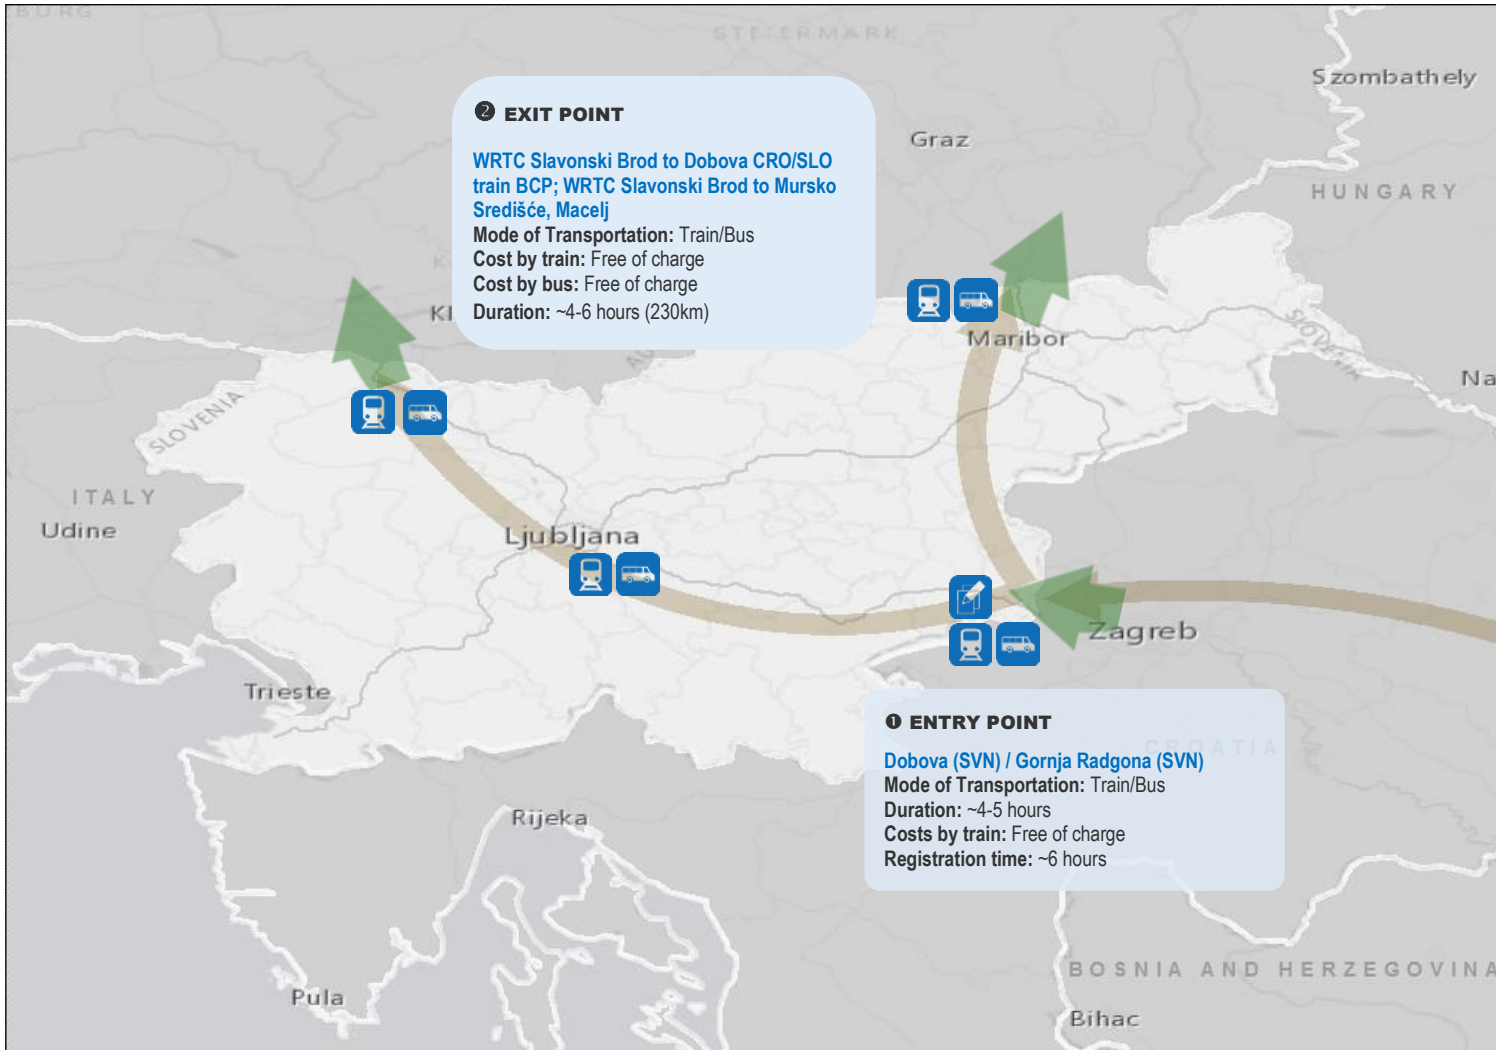 STEIERMARK
Szombathely
❷ EXIT POINT
Graz
WRTC Slavonski Brod to Dobova CRO/SLO
train BCP; WRTC Slavonski Brod to Mursko
Središće, Macelj
HUNGARY
Mode of Transportation: Train/Bus
Cost by train: Free of charge
Cost by bus: Free of charge
Duration: ~4-6 hours (230km)
Kl
Maribor
SLOVENIA
Na
SLOVENIA
ITALY
Udine
Ljubljana
Zagreb
Trieste
❶ ENTRY POINT
CROATIA
Dobova (SVN) / Gornja Radgona (SVN)
Mode of Transportation: Train/Bus
Duration: ~4-5 hours
Costs by train: Free of charge
Registration time: ~6 hours
Rijeka
BOSNIA AND HERZEGOVINA
Pula
Bihac